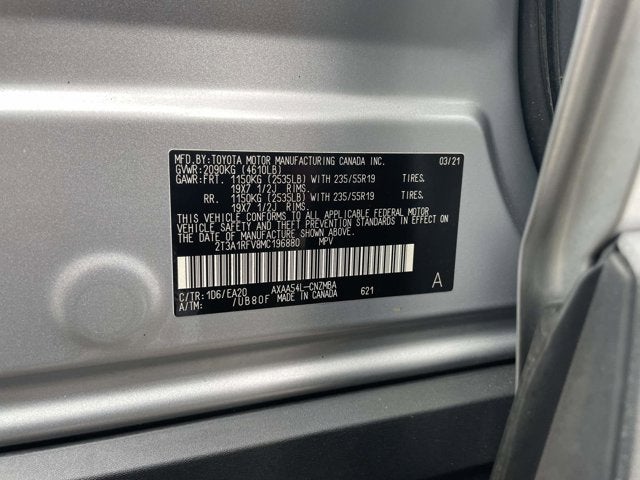 MFD. BY: TOYOTA MOTOR MANUFACTURING CANADA INC. 03/21
GVWR: 2090KG (4610LB)
GAWR: FRT. 1150KG (2535LB) WITH 235/55R19 TIRES.
19X7 1/2J RIMS.
RR. 1150KG (2535LB) WITH 235/55R19 TIRES.
19X7 1/2J RIMS.
THIS VEHICLE CONFORMS TO ALL APPLICABLE FEDERAL MOTOR
VEHICLE SAFETY AND THEFT PREVENTION STANDARDS IN EFFECT ON
THE DATE OF MANUFACTURE SHOWN ABOVE.
2T3A1RFV8MC196880 MPV
C/TR: 1D6/EA20 AXAA54L-CNZMBA 621 A
A/TM: /UB80F MADE IN CANADA